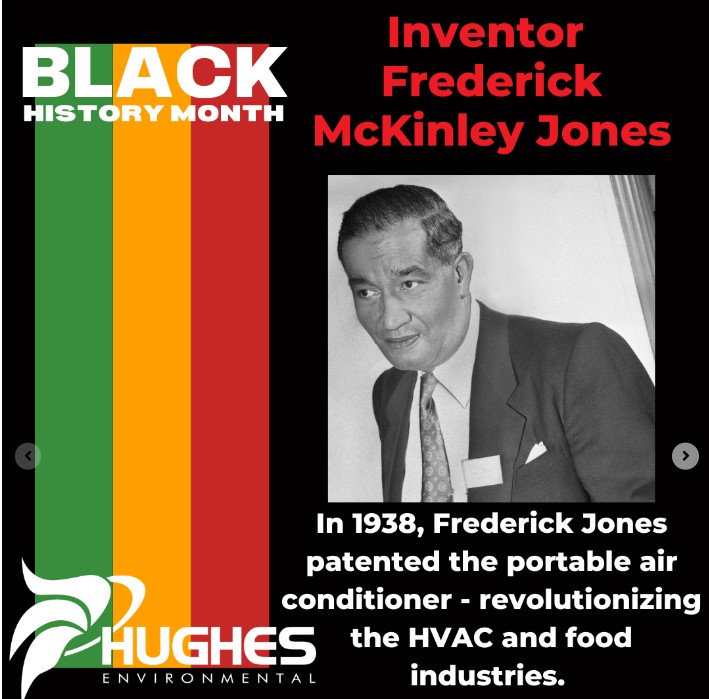 BLACK
HISTORY MONTH
Inventor
Frederick
McKinley Jones
In 1938, Frederick Jones
patented the portable air
conditioner - revolutionizing
the HVAC and food
industries.
HUGHES
ENVIRONMENTAL